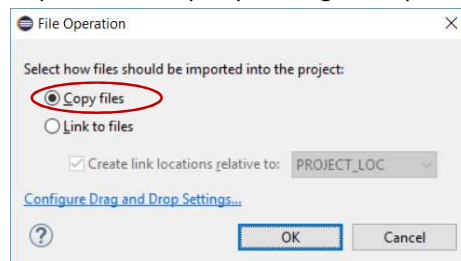 File Operation
Select how files should be imported into the project:
Copy files
Link to files
Create link locations relative to: PROJECT_LOC
Configure Drag and Drop Settings...
OK Cancel